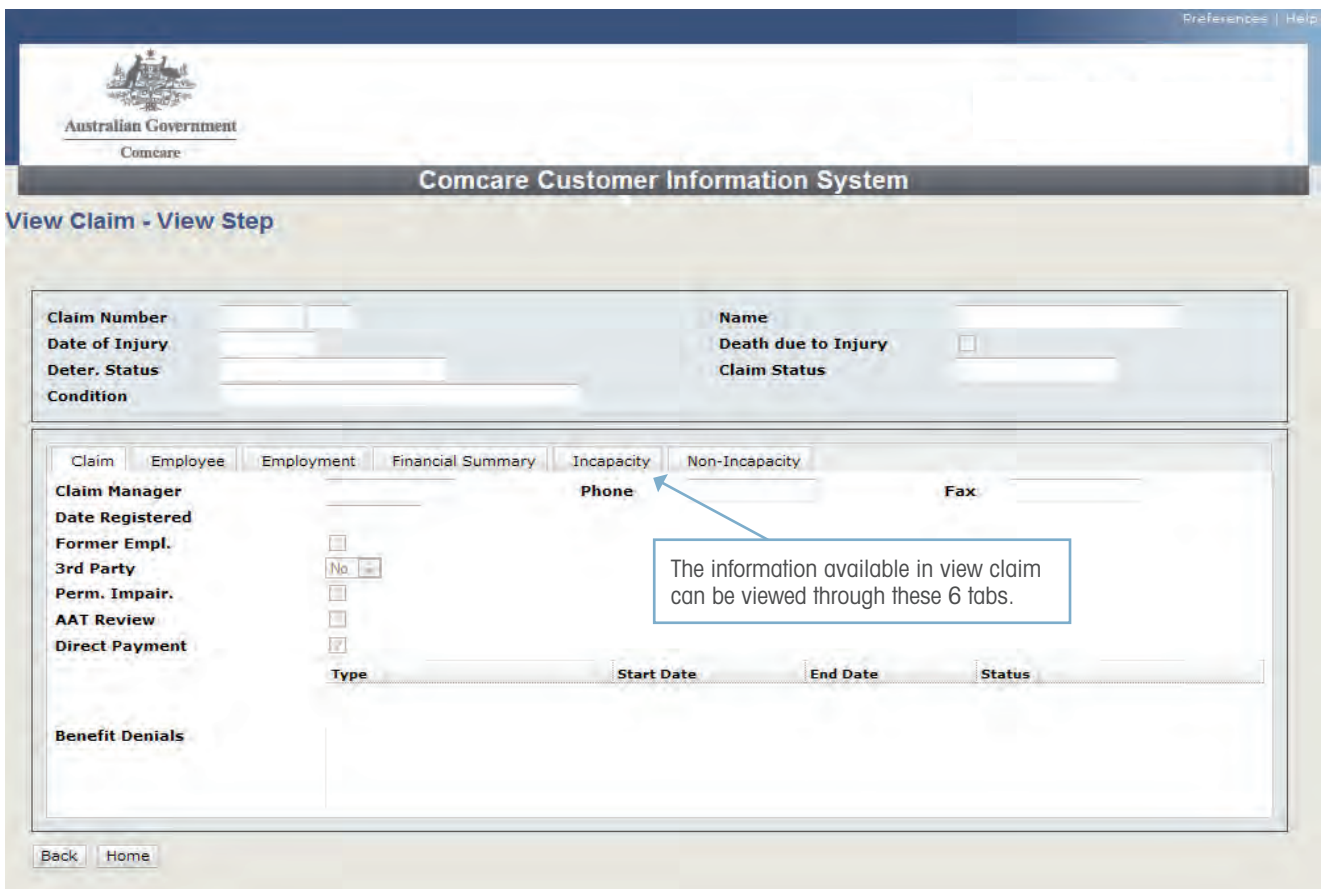 Preferences | Help
Australian Government
Comcare
Comcare Customer Information System
View Claim - View Step
Claim Number Name
Date of Injury Death due to Injury
Deter. Status Claim Status
Condition
Claim Employee Employment Financial Summary Incapacity Non-Incapacity
Claim Manager Phone Fax
Date Registered
Former Empl.
3rd Party No
Perm. Impair.
AAT Review
Direct Payment
The information available in view claim
can be viewed through these 6 tabs.
Type Start Date End Date Status
Benefit Denials
Back Home